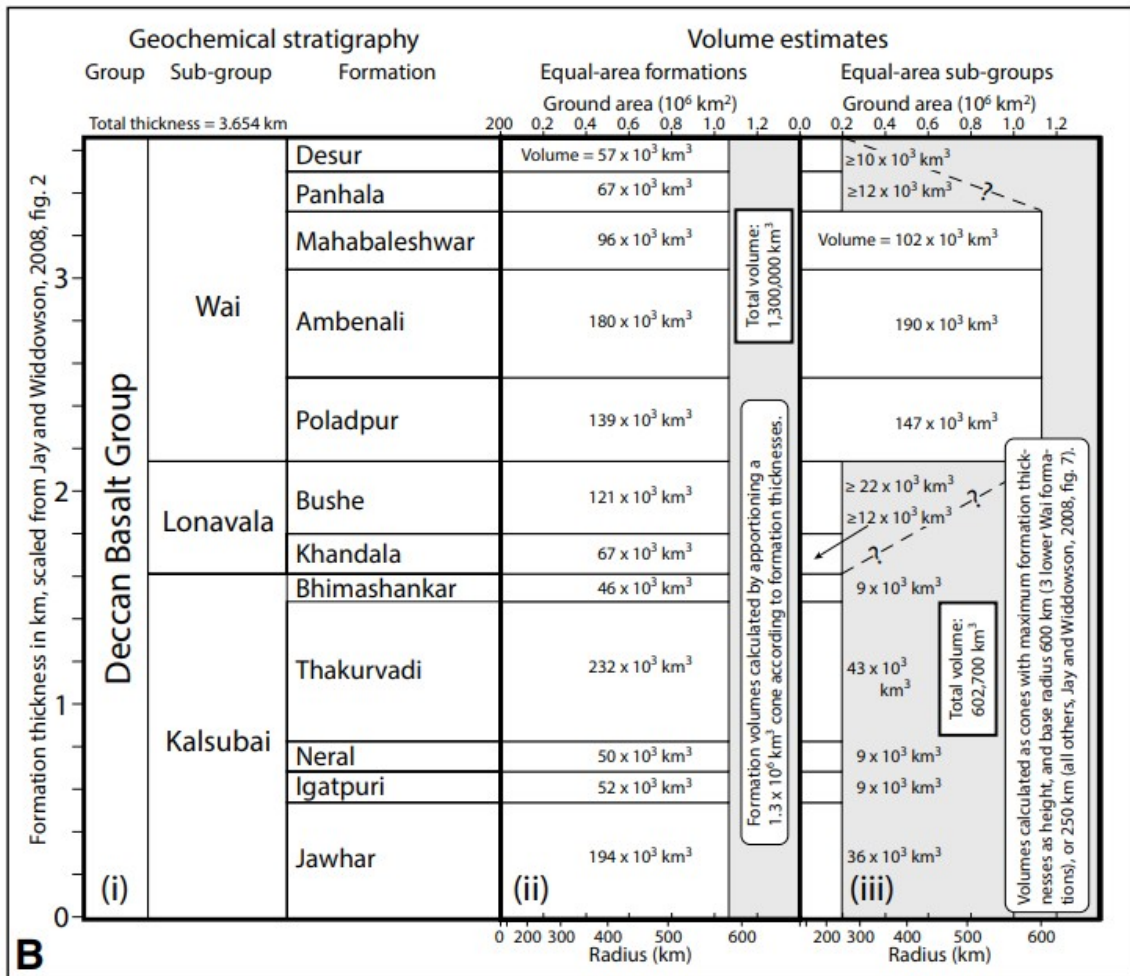 Geochemical stratigraphy
Volume estimates
Group
Sub-group
Formation
Equal-area formations
Equal-area sub-groups
Ground area (10⁶ km²)
Ground area (10⁶ km²)
Total thickness = 3.654 km
20 0.2 0.4 0.6 0.8 1.0 1.2 0.0 0.2 0.4 0.6 0.8 1.0 1.2
Formation thickness in km, scaled from Jay and Widdowson, 2008, fig. 2
3
2
1
0
Deccan Basalt Group
Wai
Lonavala
Kalsubai
Desur
Panhala
Mahabaleshwar
Ambenali
Poladpur
Bushe
Khandala
Bhimashankar
Thakurvadi
Neral
Igatpuri
Jawhar
(i)
Volume = 57 x 10³ km³
67 x 10³ km³
96 x 10³ km³
180 x 10³ km³
139 x 10³ km³
121 x 10³ km³
67 x 10³ km³
46 x 10³ km³
232 x 10³ km³
50 x 10³ km³
52 x 10³ km³
194 x 10³ km³
(ii)
Total volume:
1,300,000 km³
Formation volumes calculated by apportioning a
1.3 x 10⁶ km³ cone according to formation thicknesses.
≥10 x 10³ km³
≥12 x 10³ km³
?
Volume = 102 x 10³ km³
190 x 10³ km³
147 x 10³ km³
≥ 22 x 10³ km³
?
≥12 x 10³ km³
?
9 x 10³ km³
43 x 10³
km³
9 x 10³ km³
9 x 10³ km³
36 x 10³ km³
(iii)
Total volume:
602,700 km³
Volumes calculated as cones with maximum formation thick-
nesses as height, and base radius 600 km (3 lower Wai forma-
tions), or 250 km (all others, Jay and Widdowson, 2008, fig. 7).
0 200 300 400 500 600 200 300 400 500 600
Radius (km)
Radius (km)
B